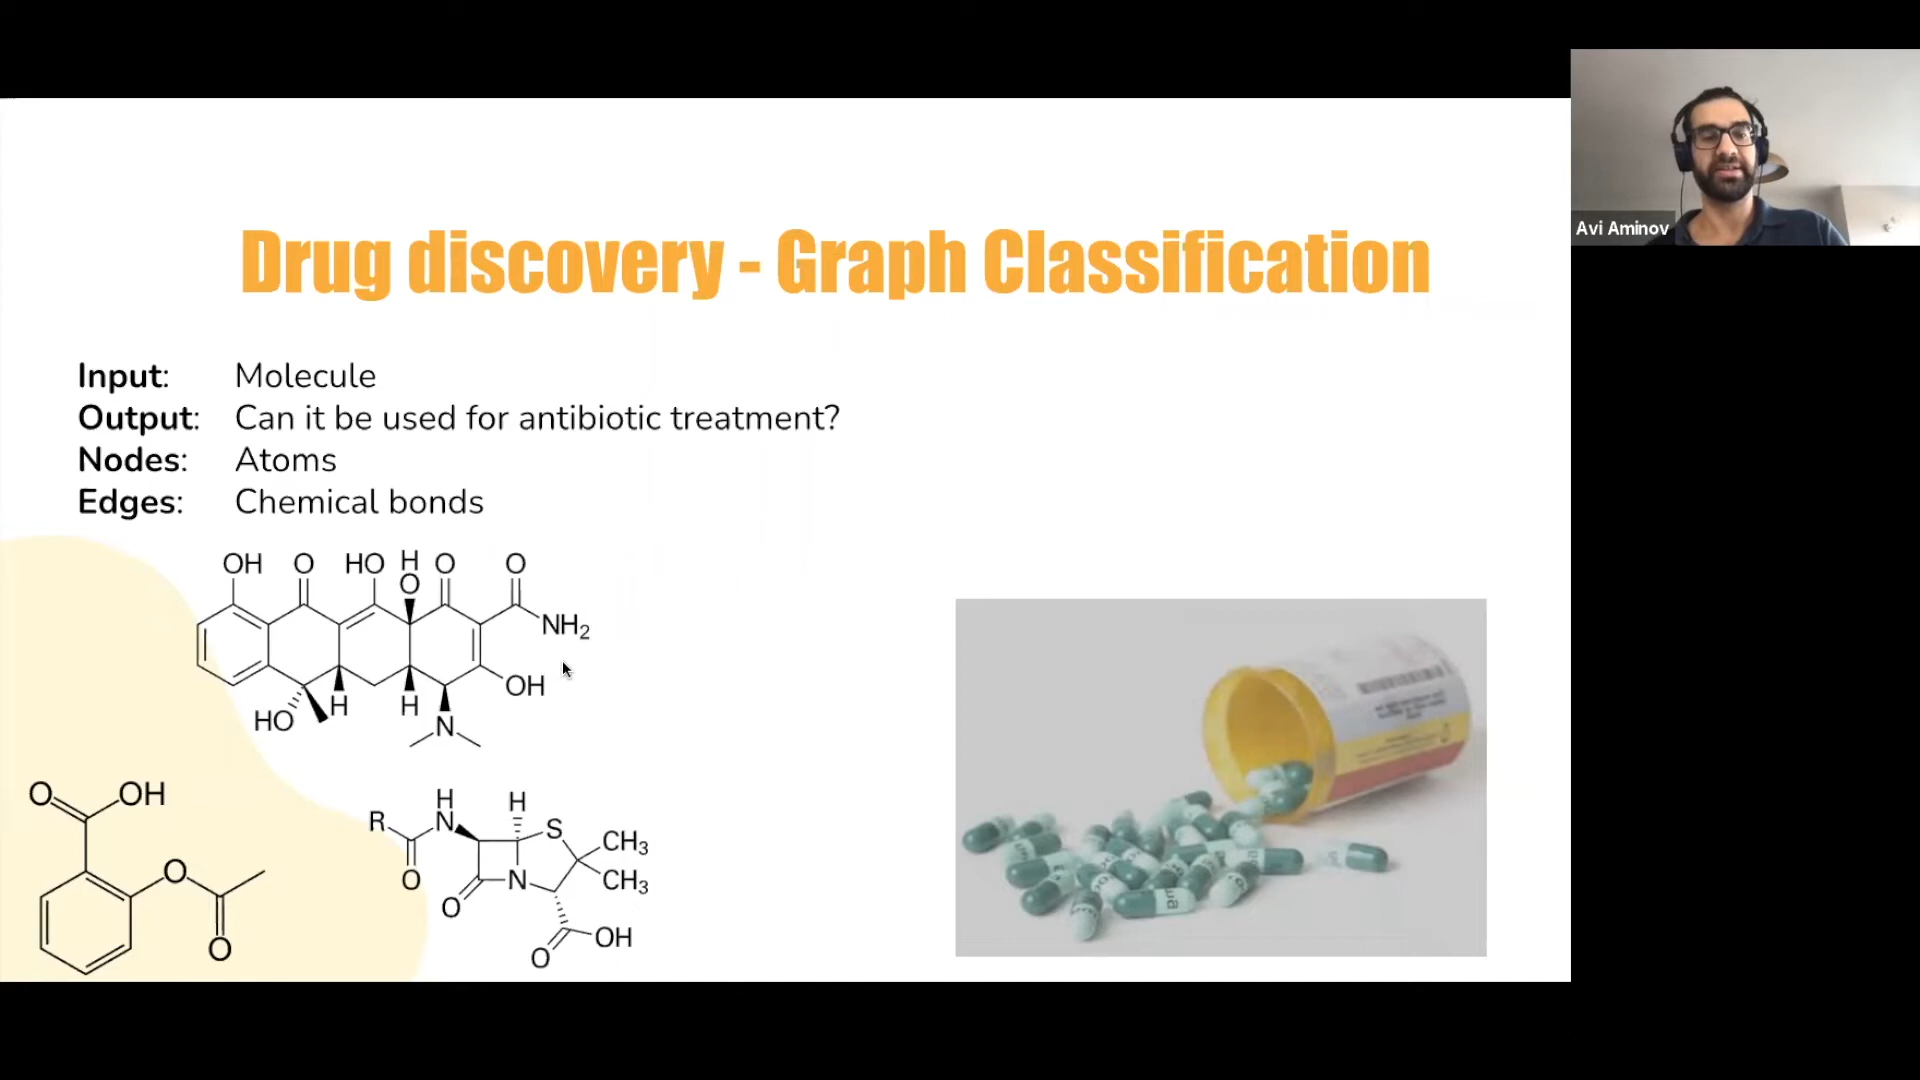 Avi Aminov
Drug discovery - Graph Classification
Input: Molecule
Output: Can it be used for antibiotic treatment?
Nodes: Atoms
Edges: Chemical bonds
OH O HO H O O O
NH2
OH
HO H H
N
O OH
O
O
H H
R N S CH3
CH3
O N
O
OH
O